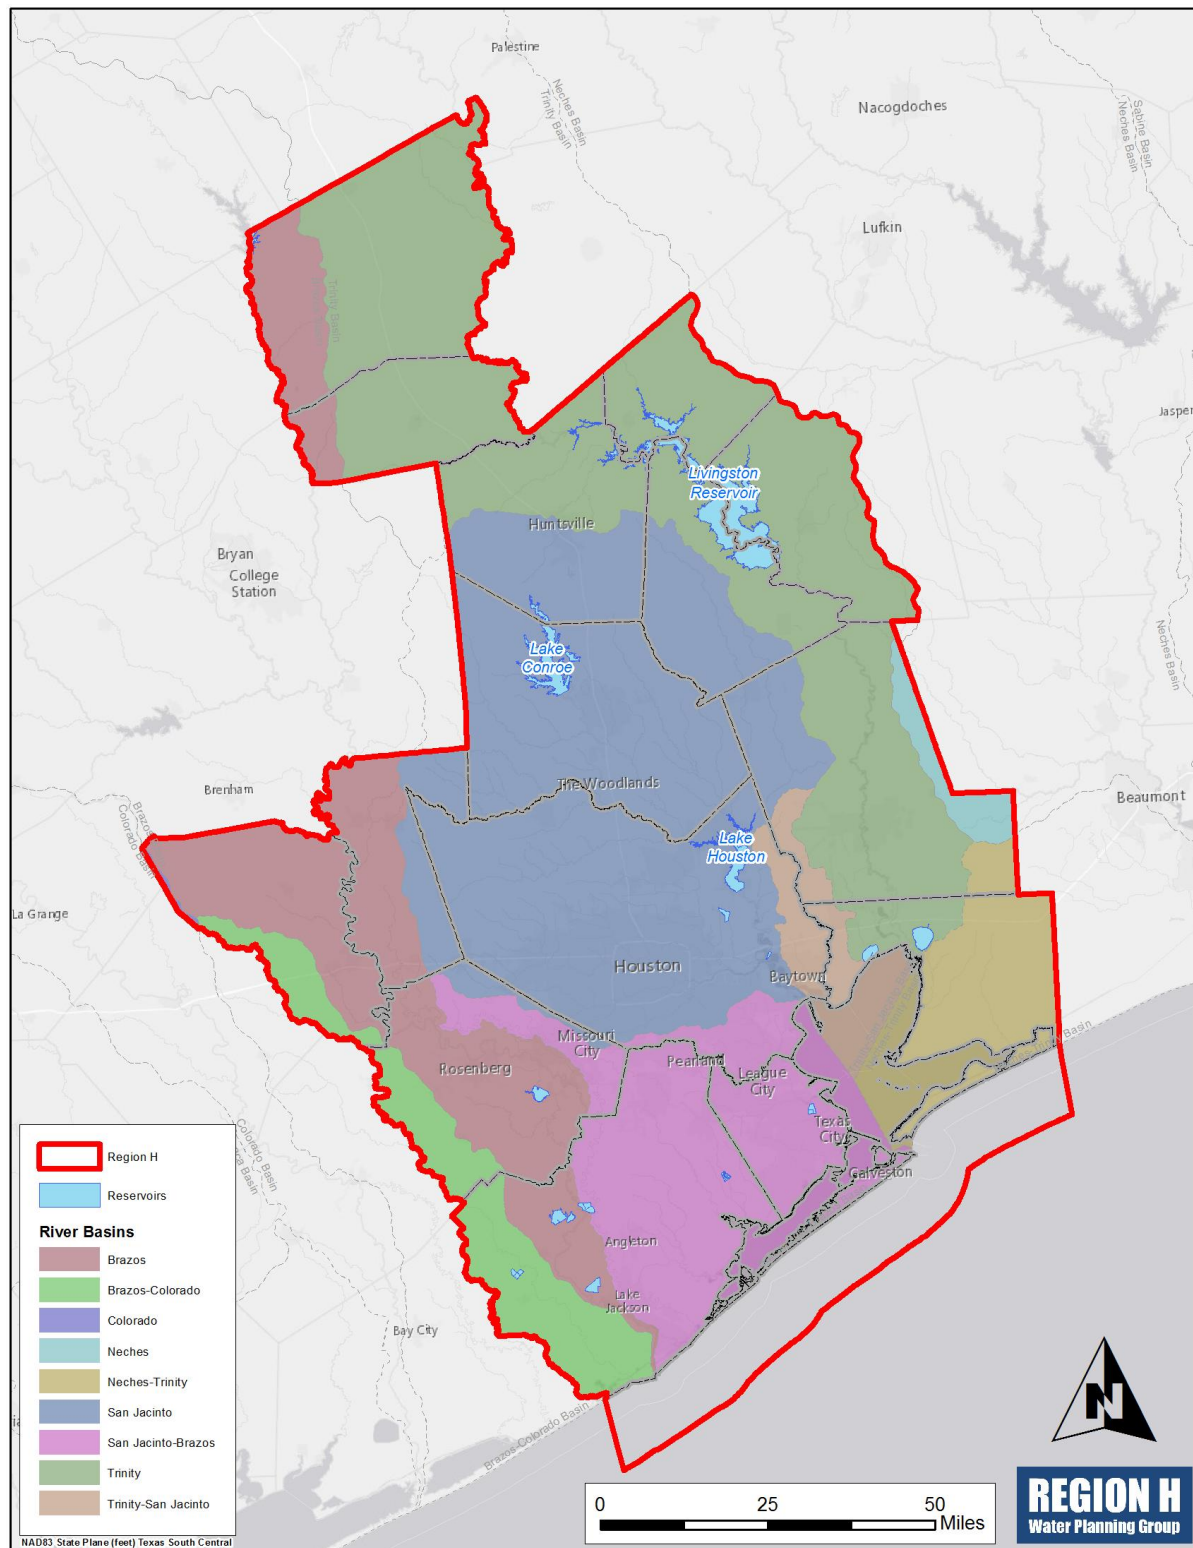 Palestine
Neches Basin
Trinity Basin
Nacogdoches
Sabine Basin
Neches Basin
Lufkin
Trinity Basin
Jasper
Livingston
Reservoir
Huntsville
Bryan
College
Station
Neches Basin
Lake
Conroe
The Woodlands
Brenham
Beaumont
Brazos
Colorado Basin
Lake
Houston
La Grange
Houston
Baytown
Missouri
City
Pearland
Rosenberg
League
City
Texas
City
Galveston
Colorado Basin
Angleton
Lake
Jackson
Bay City
Brazos-Colorado Basin
Region H
Reservoirs
River Basins
Brazos
Brazos-Colorado
Colorado
Neches
Neches-Trinity
San Jacinto
San Jacinto-Brazos
Trinity
Trinity-San Jacinto
NAD83 State Plane (feet) Texas South Central
0 25 50
Miles
N
REGION H
Water Planning Group